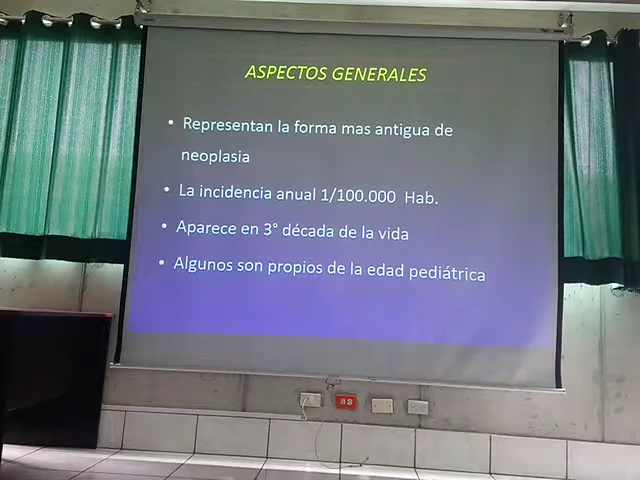 ASPECTOS GENERALES
• Representan la forma mas antigua de
neoplasia
• La incidencia anual 1/100.000 Hab.
• Aparece en 3° década de la vida
• Algunos son propios de la edad pediátrica